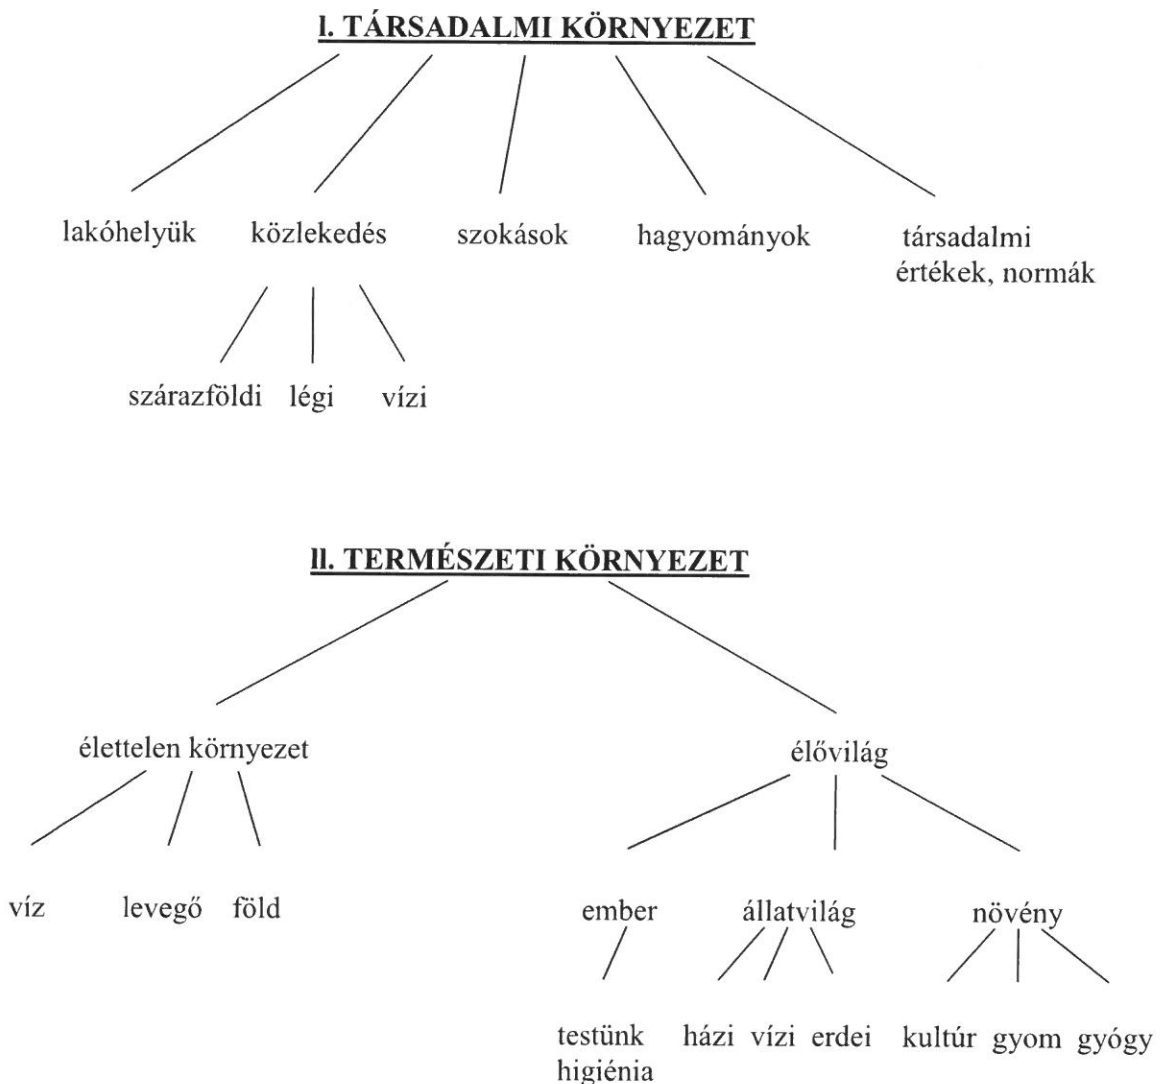 I. TÁRSADALMI KÖRNYEZET
lakóhelyük közlekedés szokások hagyományok társadalmi
értékek, normák
szárazföldi légi vízi
II. TERMÉSZETI KÖRNYEZET
élettelen környezet élővilág
víz levegő föld ember állatvilág növény
testünk házi vízi erdei kultúr gyom gyógy
higiénia